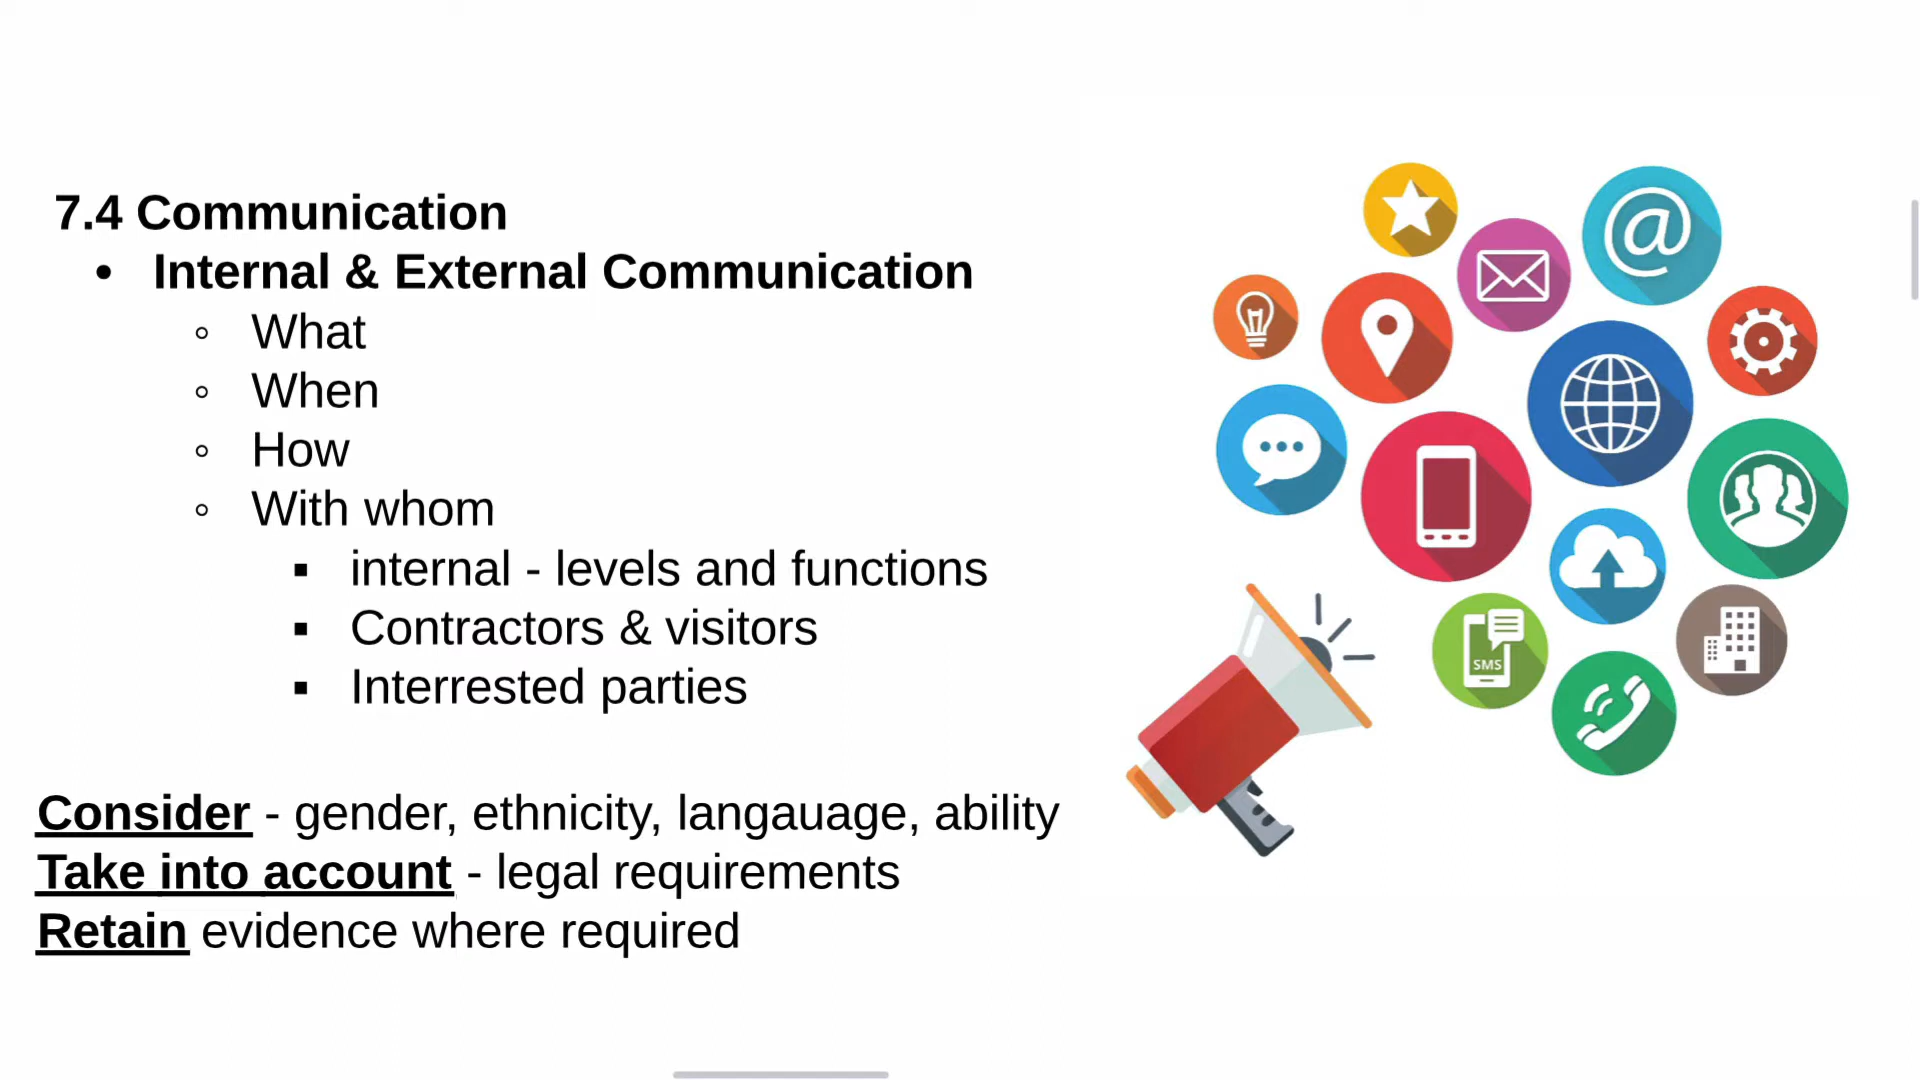 7.4 Communication
• Internal & External Communication
◦ What
◦ When
◦ How
◦ With whom
▪ internal - levels and functions
▪ Contractors & visitors
▪ Interrested parties
Consider - gender, ethnicity, langauage, ability
Take into account - legal requirements
Retain evidence where required
@
SMS